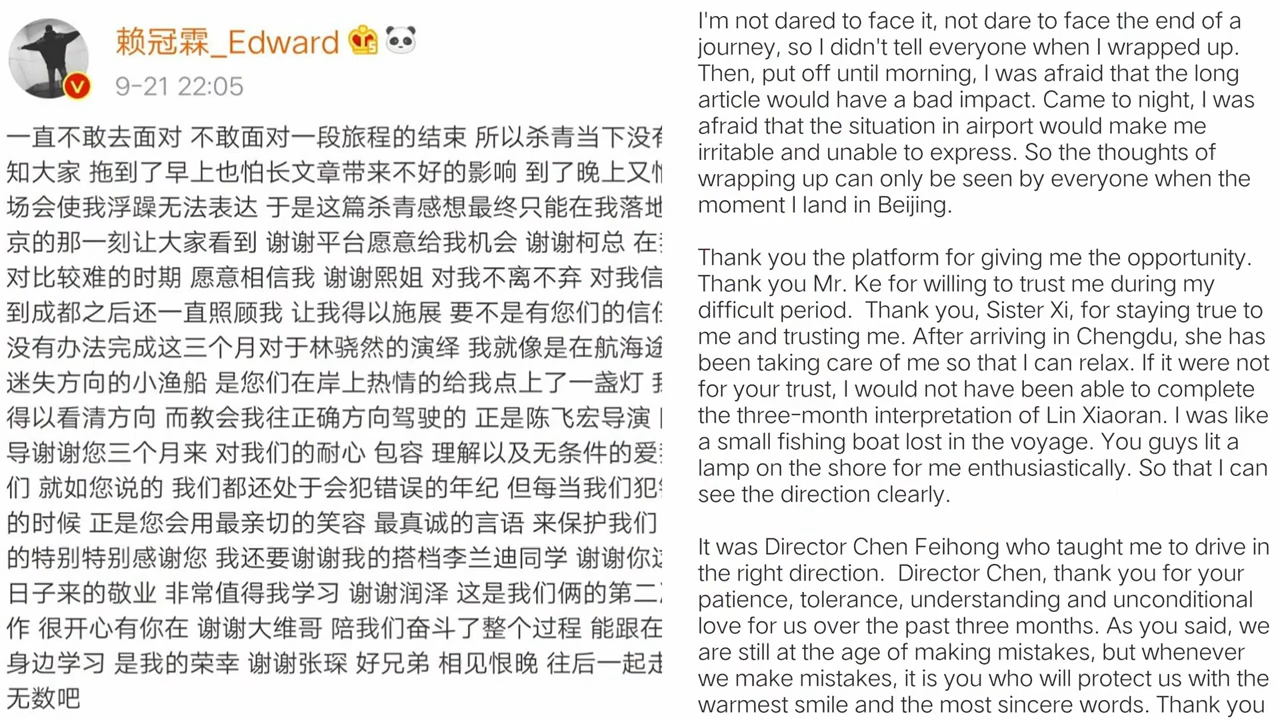 赖冠霖_Edward
9-21 22:05
一直不敢去面对 不敢面对一段旅程的结束 所以杀青当下没有
知大家 拖到了早上也怕长文章带来不好的影响 到了晚上又怕
场会使我浮躁无法表达 于是这篇杀青感想最终只能在我落地
京的那一刻让大家看到 谢谢平台愿意给我机会 谢谢柯总 在
对比较难的时期 愿意相信我 谢谢熙姐 对我不离不弃 对我信
到成都之后还一直照顾我 让我得以施展 要不是有您们的信任
没有办法完成这三个月对于林骁然的演绎 我就像是在航海途
迷失方向的小渔船 是您们在岸上热情的给我点上了一盏灯
得以看清方向 而教会我往正确方向驾驶的 正是陈飞宏导演
导谢谢您三个月来 对我们的耐心 包容 理解以及无条件的爱
们 就如您说的 我们都还处于会犯错误的年纪 但每当我们犯
的时候 正是您会用最亲切的笑容 最真诚的言语 来保护我们
的特别特别感谢您 我还要谢谢我的搭档李兰迪同学 谢谢你这
日子来的敬业 非常值得我学习 谢谢润泽 这是我们俩的第二
作 很开心有你在 谢谢大维哥 陪我们奋斗了整个过程 能跟在
身边学习 是我的荣幸 谢谢张琛 好兄弟 相见恨晚 往后一起走
无数吧
I'm not dared to face it, not dare to face the end of a
journey, so I didn't tell everyone when I wrapped up.
Then, put off until morning, I was afraid that the long
article would have a bad impact. Came to night, I was
afraid that the situation in airport would make me
irritable and unable to express. So the thoughts of
wrapping up can only be seen by everyone when the
moment I land in Beijing.
Thank you the platform for giving me the opportunity.
Thank you Mr. Ke for willing to trust me during my
difficult period. Thank you, Sister Xi, for staying true to
me and trusting me. After arriving in Chengdu, she has
been taking care of me so that I can relax. If it were not
for your trust, I would not have been able to complete
the three-month interpretation of Lin Xiaoran. I was like
a small fishing boat lost in the voyage. You guys lit a
lamp on the shore for me enthusiastically. So that I can
see the direction clearly.
It was Director Chen Feihong who taught me to drive in
the right direction. Director Chen, thank you for your
patience, tolerance, understanding and unconditional
love for us over the past three months. As you said, we
are still at the age of making mistakes, but whenever
we make mistakes, it is you who will protect us with the
warmest smile and the most sincere words. Thank you